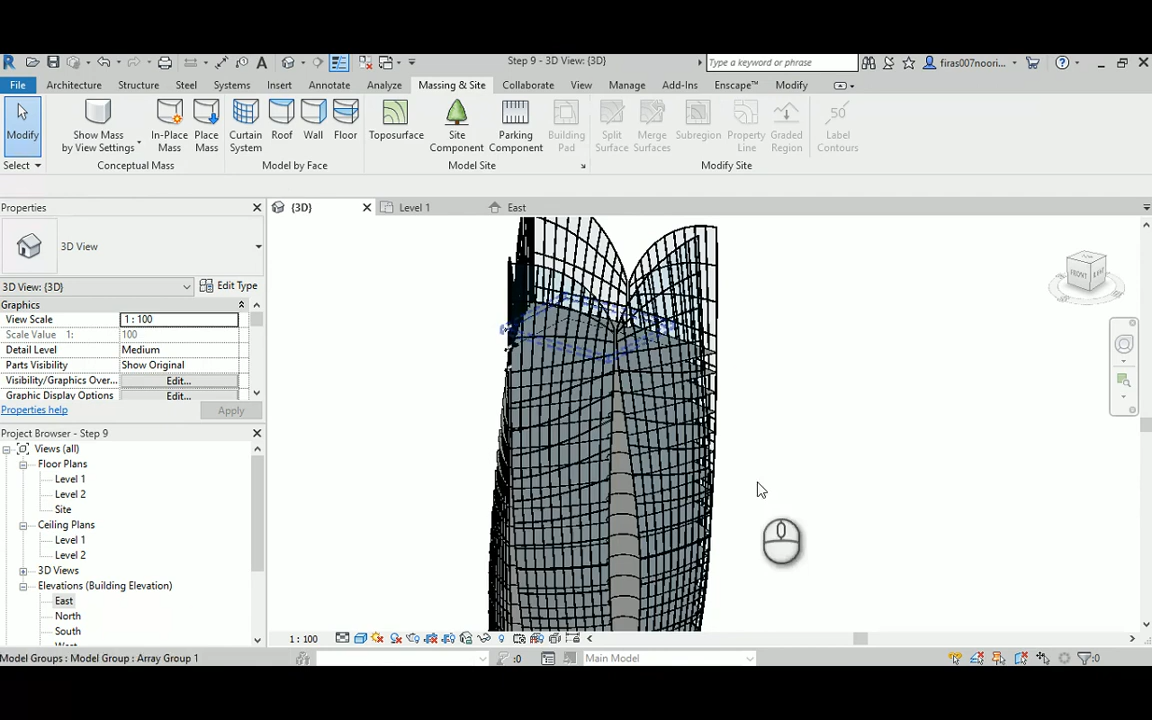 Step 9 - 3D View: {3D}
Type a keyword or phrase
firas007noori...
File
Architecture
Structure
Steel
Systems
Insert
Annotate
Analyze
Massing & Site
Collaborate
View
Manage
Add-Ins
Enscape™
Modify
Modify
Show Mass
by View Settings
In-Place
Mass
Place
Mass
Curtain
System
Roof
Wall
Floor
Toposurface
Site
Component
Parking
Component
Building
Pad
Split
Surface
Merge
Surfaces
Subregion
Property
Line
Graded
Region
Label
Contours
Select
Conceptual Mass
Model by Face
Model Site
Modify Site
Properties
{3D}
Level 1
East
3D View
3D View: {3D}
Edit Type
Graphics
View Scale
1 : 100
Scale Value 1:
100
Detail Level
Medium
Parts Visibility
Show Original
Visibility/Graphics Over...
Edit...
Graphic Display Options
Edit...
Properties help
Apply
Project Browser - Step 9
Views (all)
Floor Plans
Level 1
Level 2
Site
Ceiling Plans
Level 1
Level 2
3D Views
Elevations (Building Elevation)
East
North
South
FRONT
1 : 100
Model Groups : Model Group : Array Group 1
:0
Main Model
:0